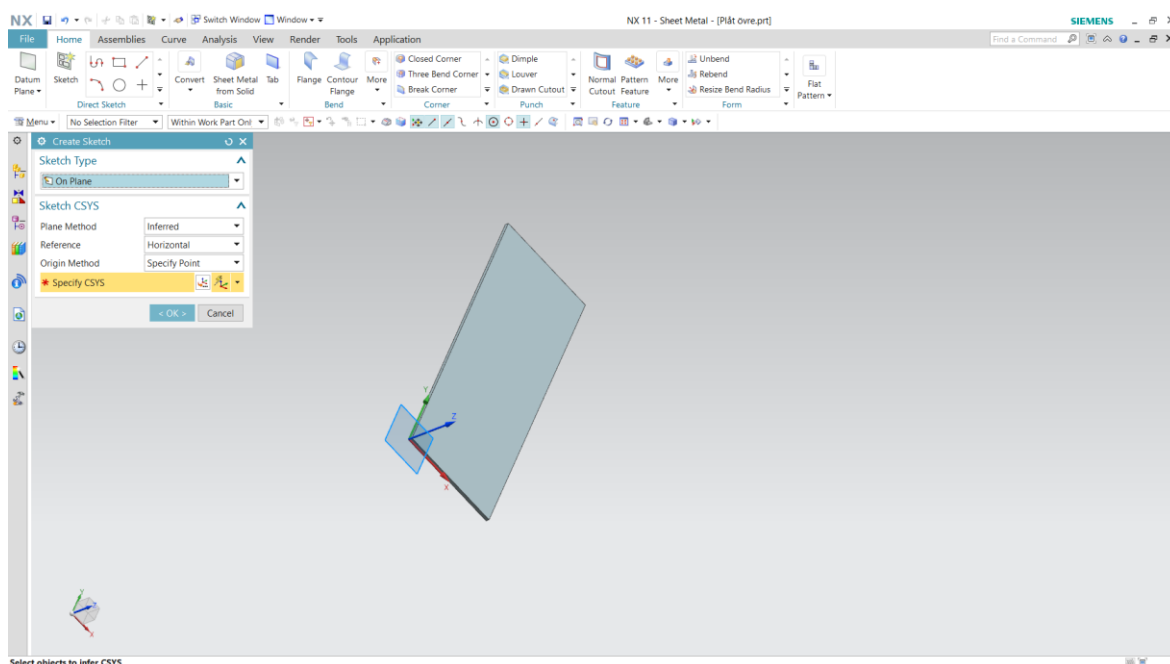 NX Switch Window Window NX 11 - Sheet Metal - [Plåt övre.prt] SIEMENS
File Home Assemblies Curve Analysis View Render Tools Application Find a Command
Closed Corner Dimple Unbend
Three Bend Corner Louver Rebend
Break Corner Drawn Cutout Resize Bend Radius
Datum Plane Sketch Convert Sheet Metal from Solid Tab Flange Contour Flange More Normal Cutout Pattern Feature More Flat Pattern
Direct Sketch Basic Bend Corner Punch Feature Form
Menu No Selection Filter Within Work Part Onl
Create Sketch
Sketch Type
On Plane
Sketch CSYS
Plane Method Inferred
Reference Horizontal
Origin Method Specify Point
* Specify CSYS
< OK > Cancel
Y
Z
X
Y
X
Select objects to infer CSYS